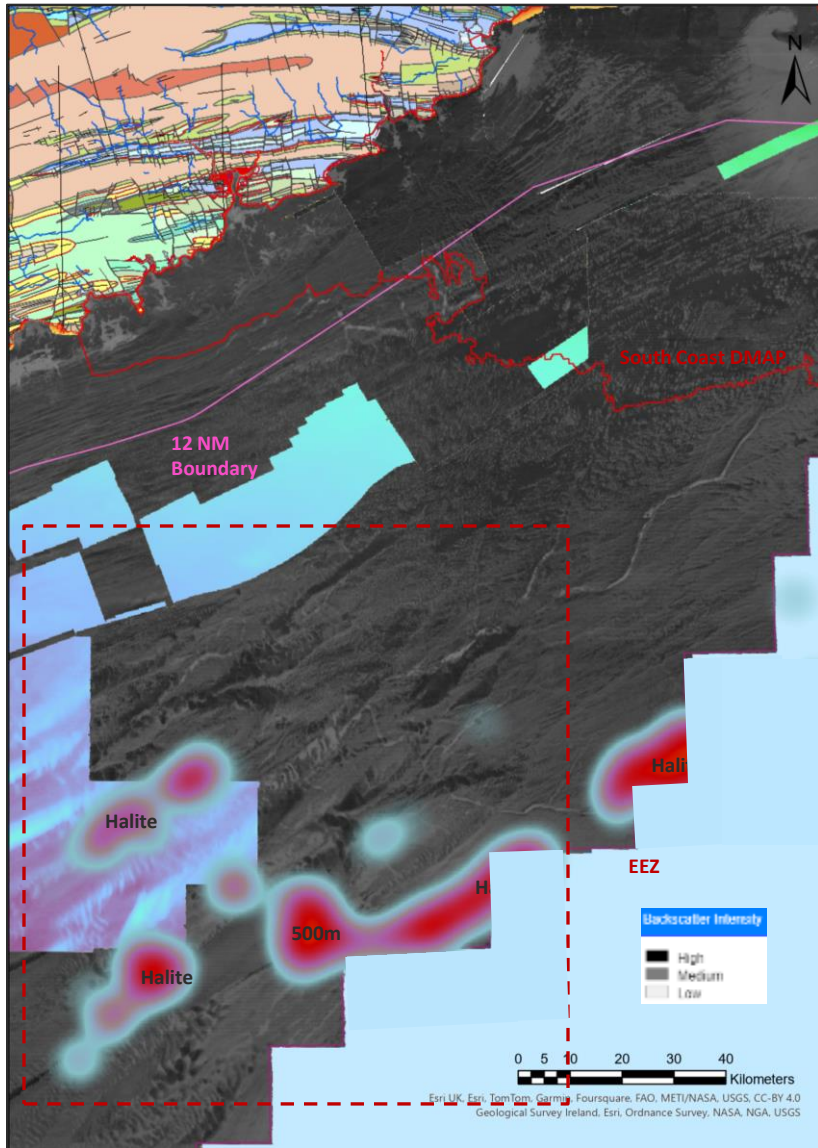 N
South Coast DMAP
12 NM
Boundary
Halit
Halite
H
EEZ
500m
Halite
Backscatter Intensity
High
Medium
Low
0 5 10 20 30 40
Kilometers
Esri UK, Esri, TomTom, Garmin, Foursquare, FAO, METI/NASA, USGS, CC-BY 4.0
Geological Survey Ireland, Esri, Ordnance Survey, NASA, NGA, USGS